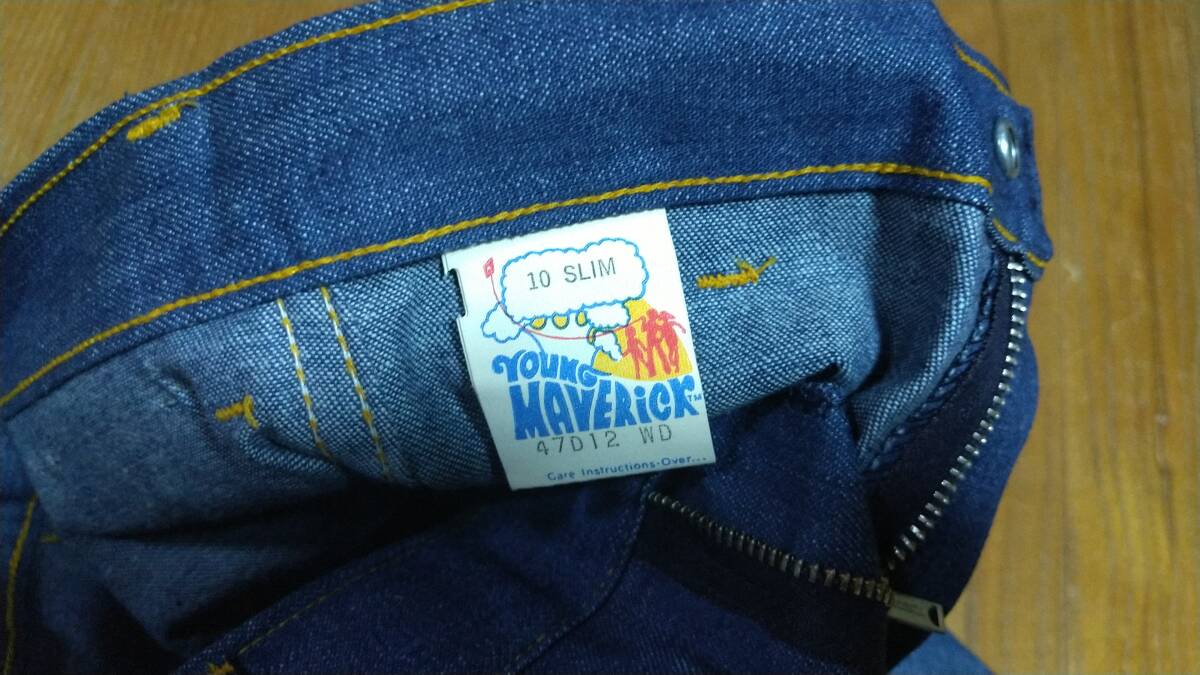 10 SLIM
YOUNG
MAVERICK™
47D12 WD
Care Instructions-Over...